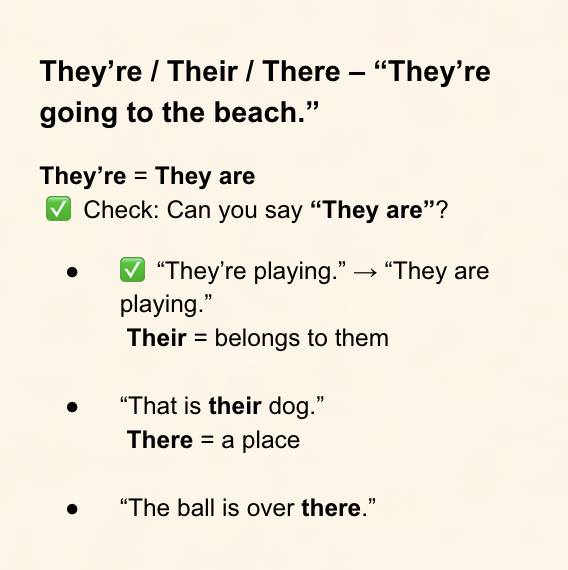 They’re / Their / There – “They’re
going to the beach.”
They’re = They are
✅ Check: Can you say “They are”?
● ✅ “They’re playing.” → “They are
playing.”
Their = belongs to them
● “That is their dog.”
There = a place
● “The ball is over there.”